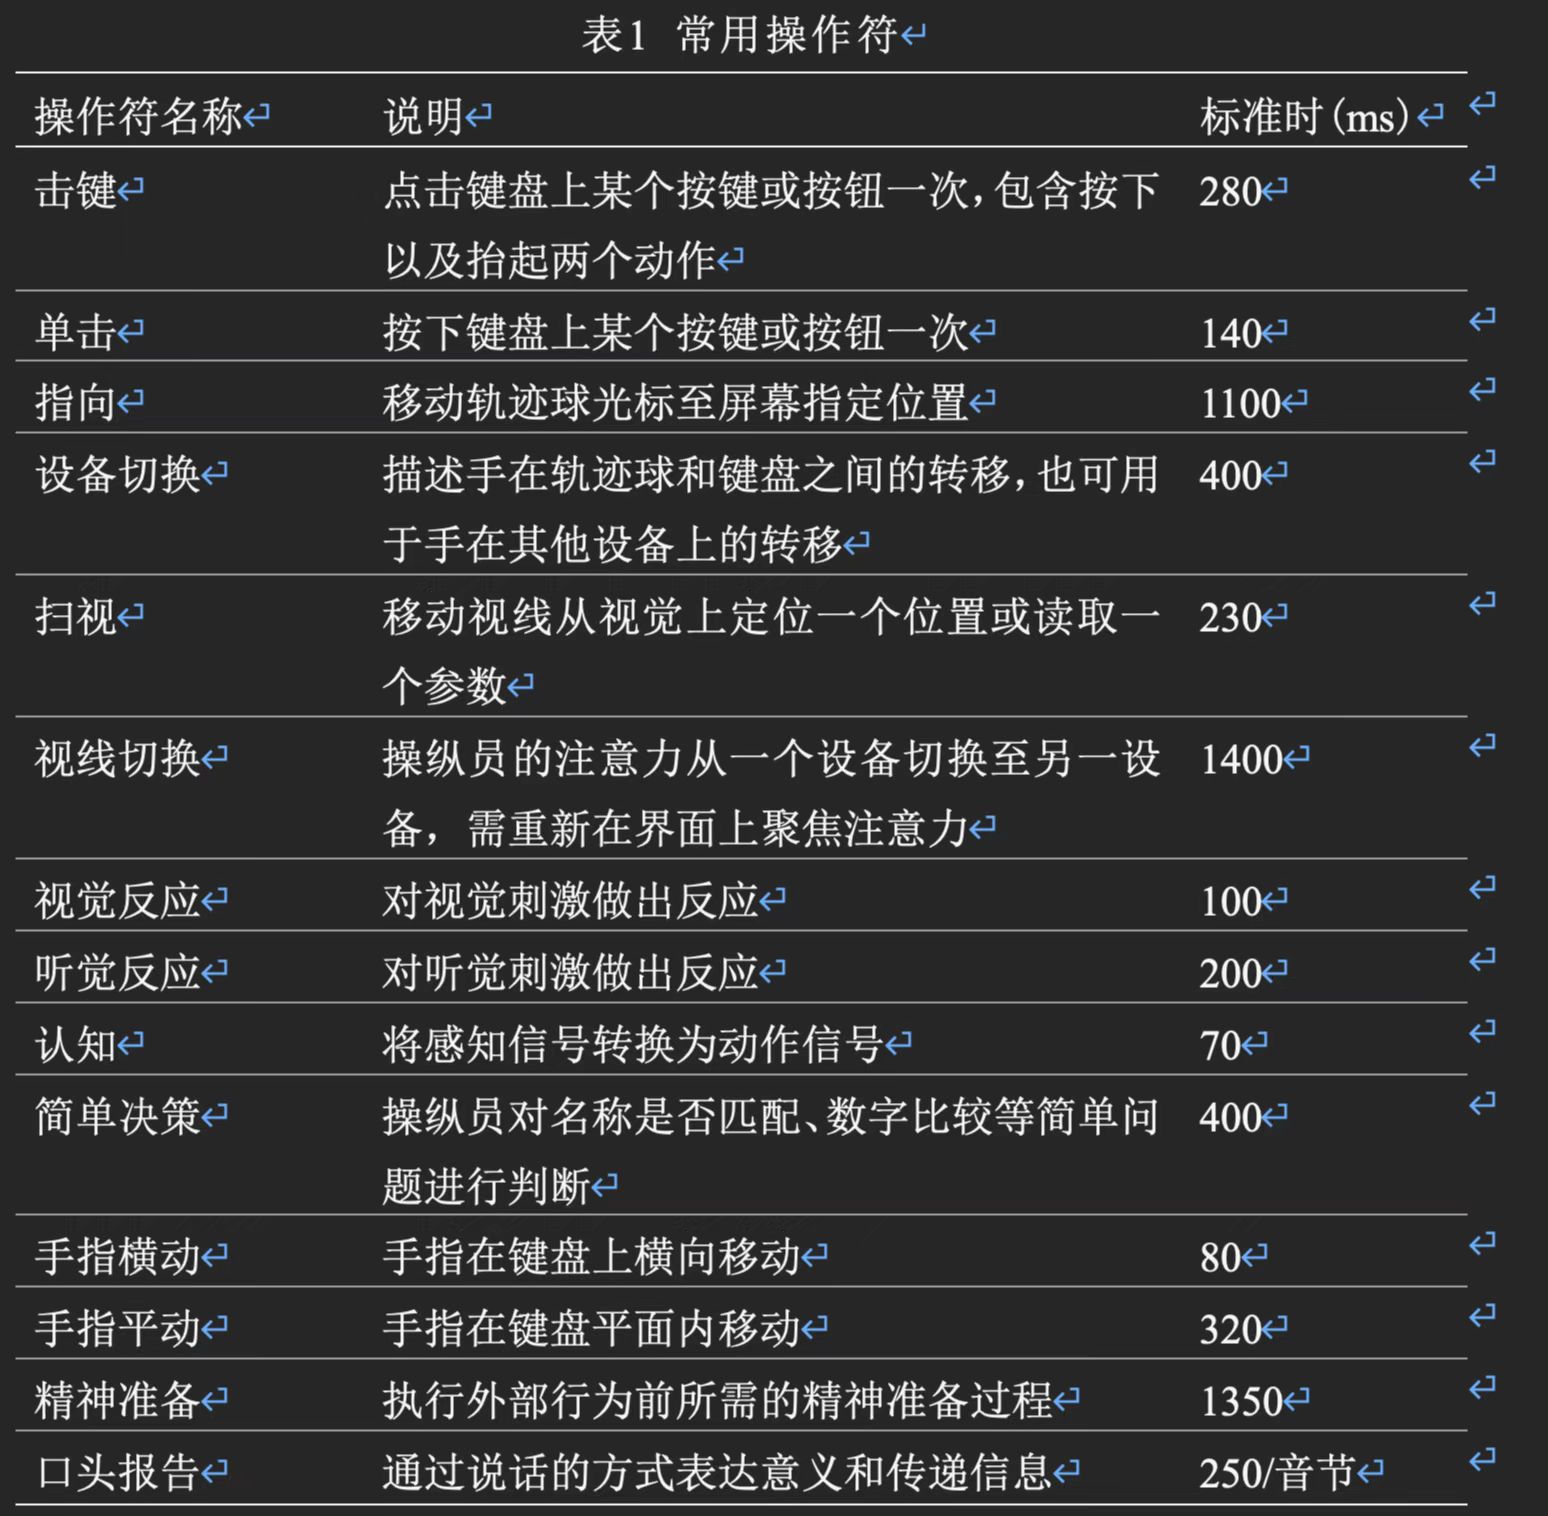 表1 常用操作符↵
操作符名称↵ 说明↵ 标准时(ms)↵ ↵
击键↵ 点击键盘上某个按键或按钮一次，包含按下 280↵ ↵
以及抬起两个动作↵
单击↵ 按下键盘上某个按键或按钮一次↵ 140↵ ↵
指向↵ 移动轨迹球光标至屏幕指定位置↵ 1100↵ ↵
设备切换↵ 描述手在轨迹球和键盘之间的转移，也可用 400↵ ↵
于手在其他设备上的转移↵
扫视↵ 移动视线从视觉上定位一个位置或读取一 230↵ ↵
个参数↵
视线切换↵ 操纵员的注意力从一个设备切换至另一设 1400↵ ↵
备，需重新在界面上聚焦注意力↵
视觉反应↵ 对视觉刺激做出反应↵ 100↵ ↵
听觉反应↵ 对听觉刺激做出反应↵ 200↵ ↵
认知↵ 将感知信号转换为动作信号↵ 70↵ ↵
简单决策↵ 操纵员对名称是否匹配、数字比较等简单问 400↵ ↵
题进行判断↵
手指横动↵ 手指在键盘上横向移动↵ 80↵ ↵
手指平动↵ 手指在键盘平面内移动↵ 320↵ ↵
精神准备↵ 执行外部行为前所需的精神准备过程↵ 1350↵ ↵
口头报告↵ 通过说话的方式表达意义和传递信息↵ 250/音节↵ ↵